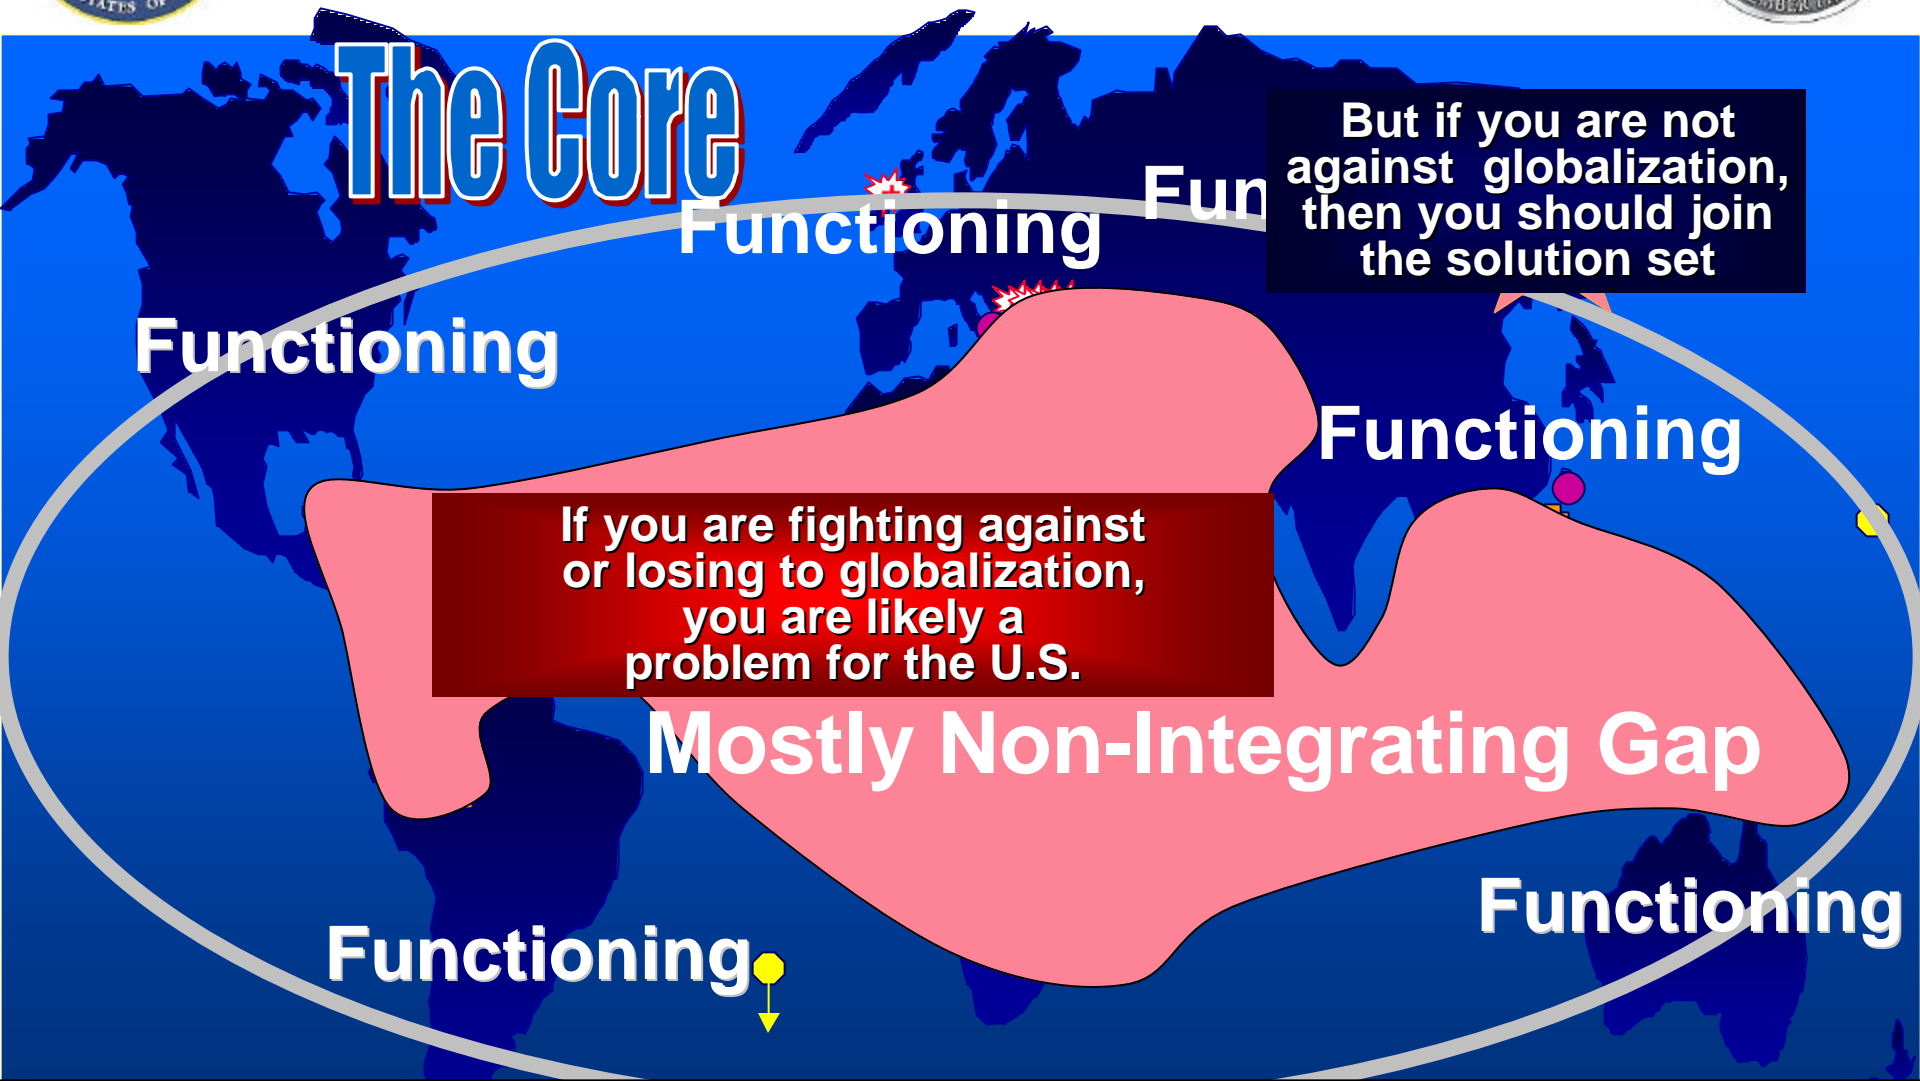 TATES OF
The Core
But if you are not
against globalization,
then you should join
the solution set
Fun
Functioning
Functioning
Functioning
If you are fighting against
or losing to globalization,
you are likely a
problem for the U.S.
Mostly Non-Integrating Gap
Functioning
Functioning